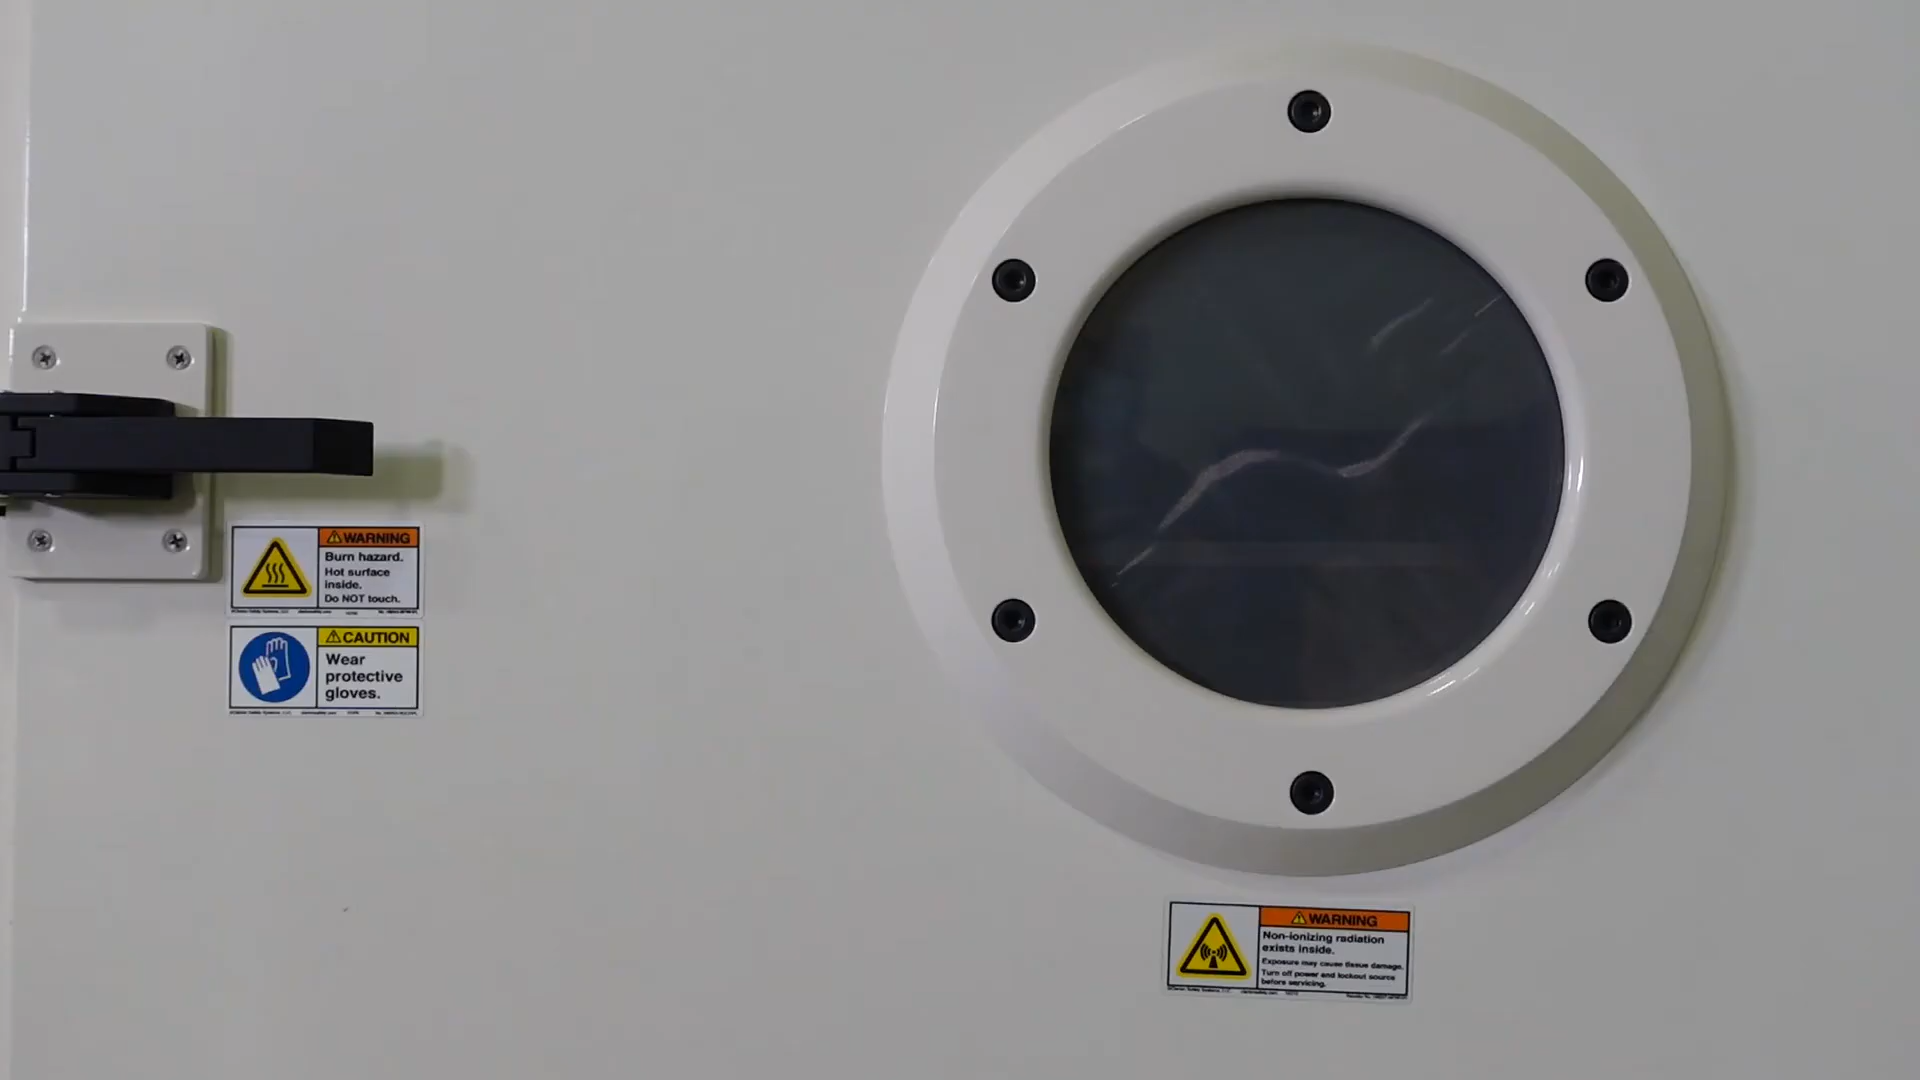 WARNING
Burn hazard.
Hot surface
inside.
Do NOT touch.
CAUTION
Wear
protective
gloves.
WARNING
Non-ionizing radiation
exists inside.
Exposure may cause tissue damage.
Turn off power and lockout source
before servicing.